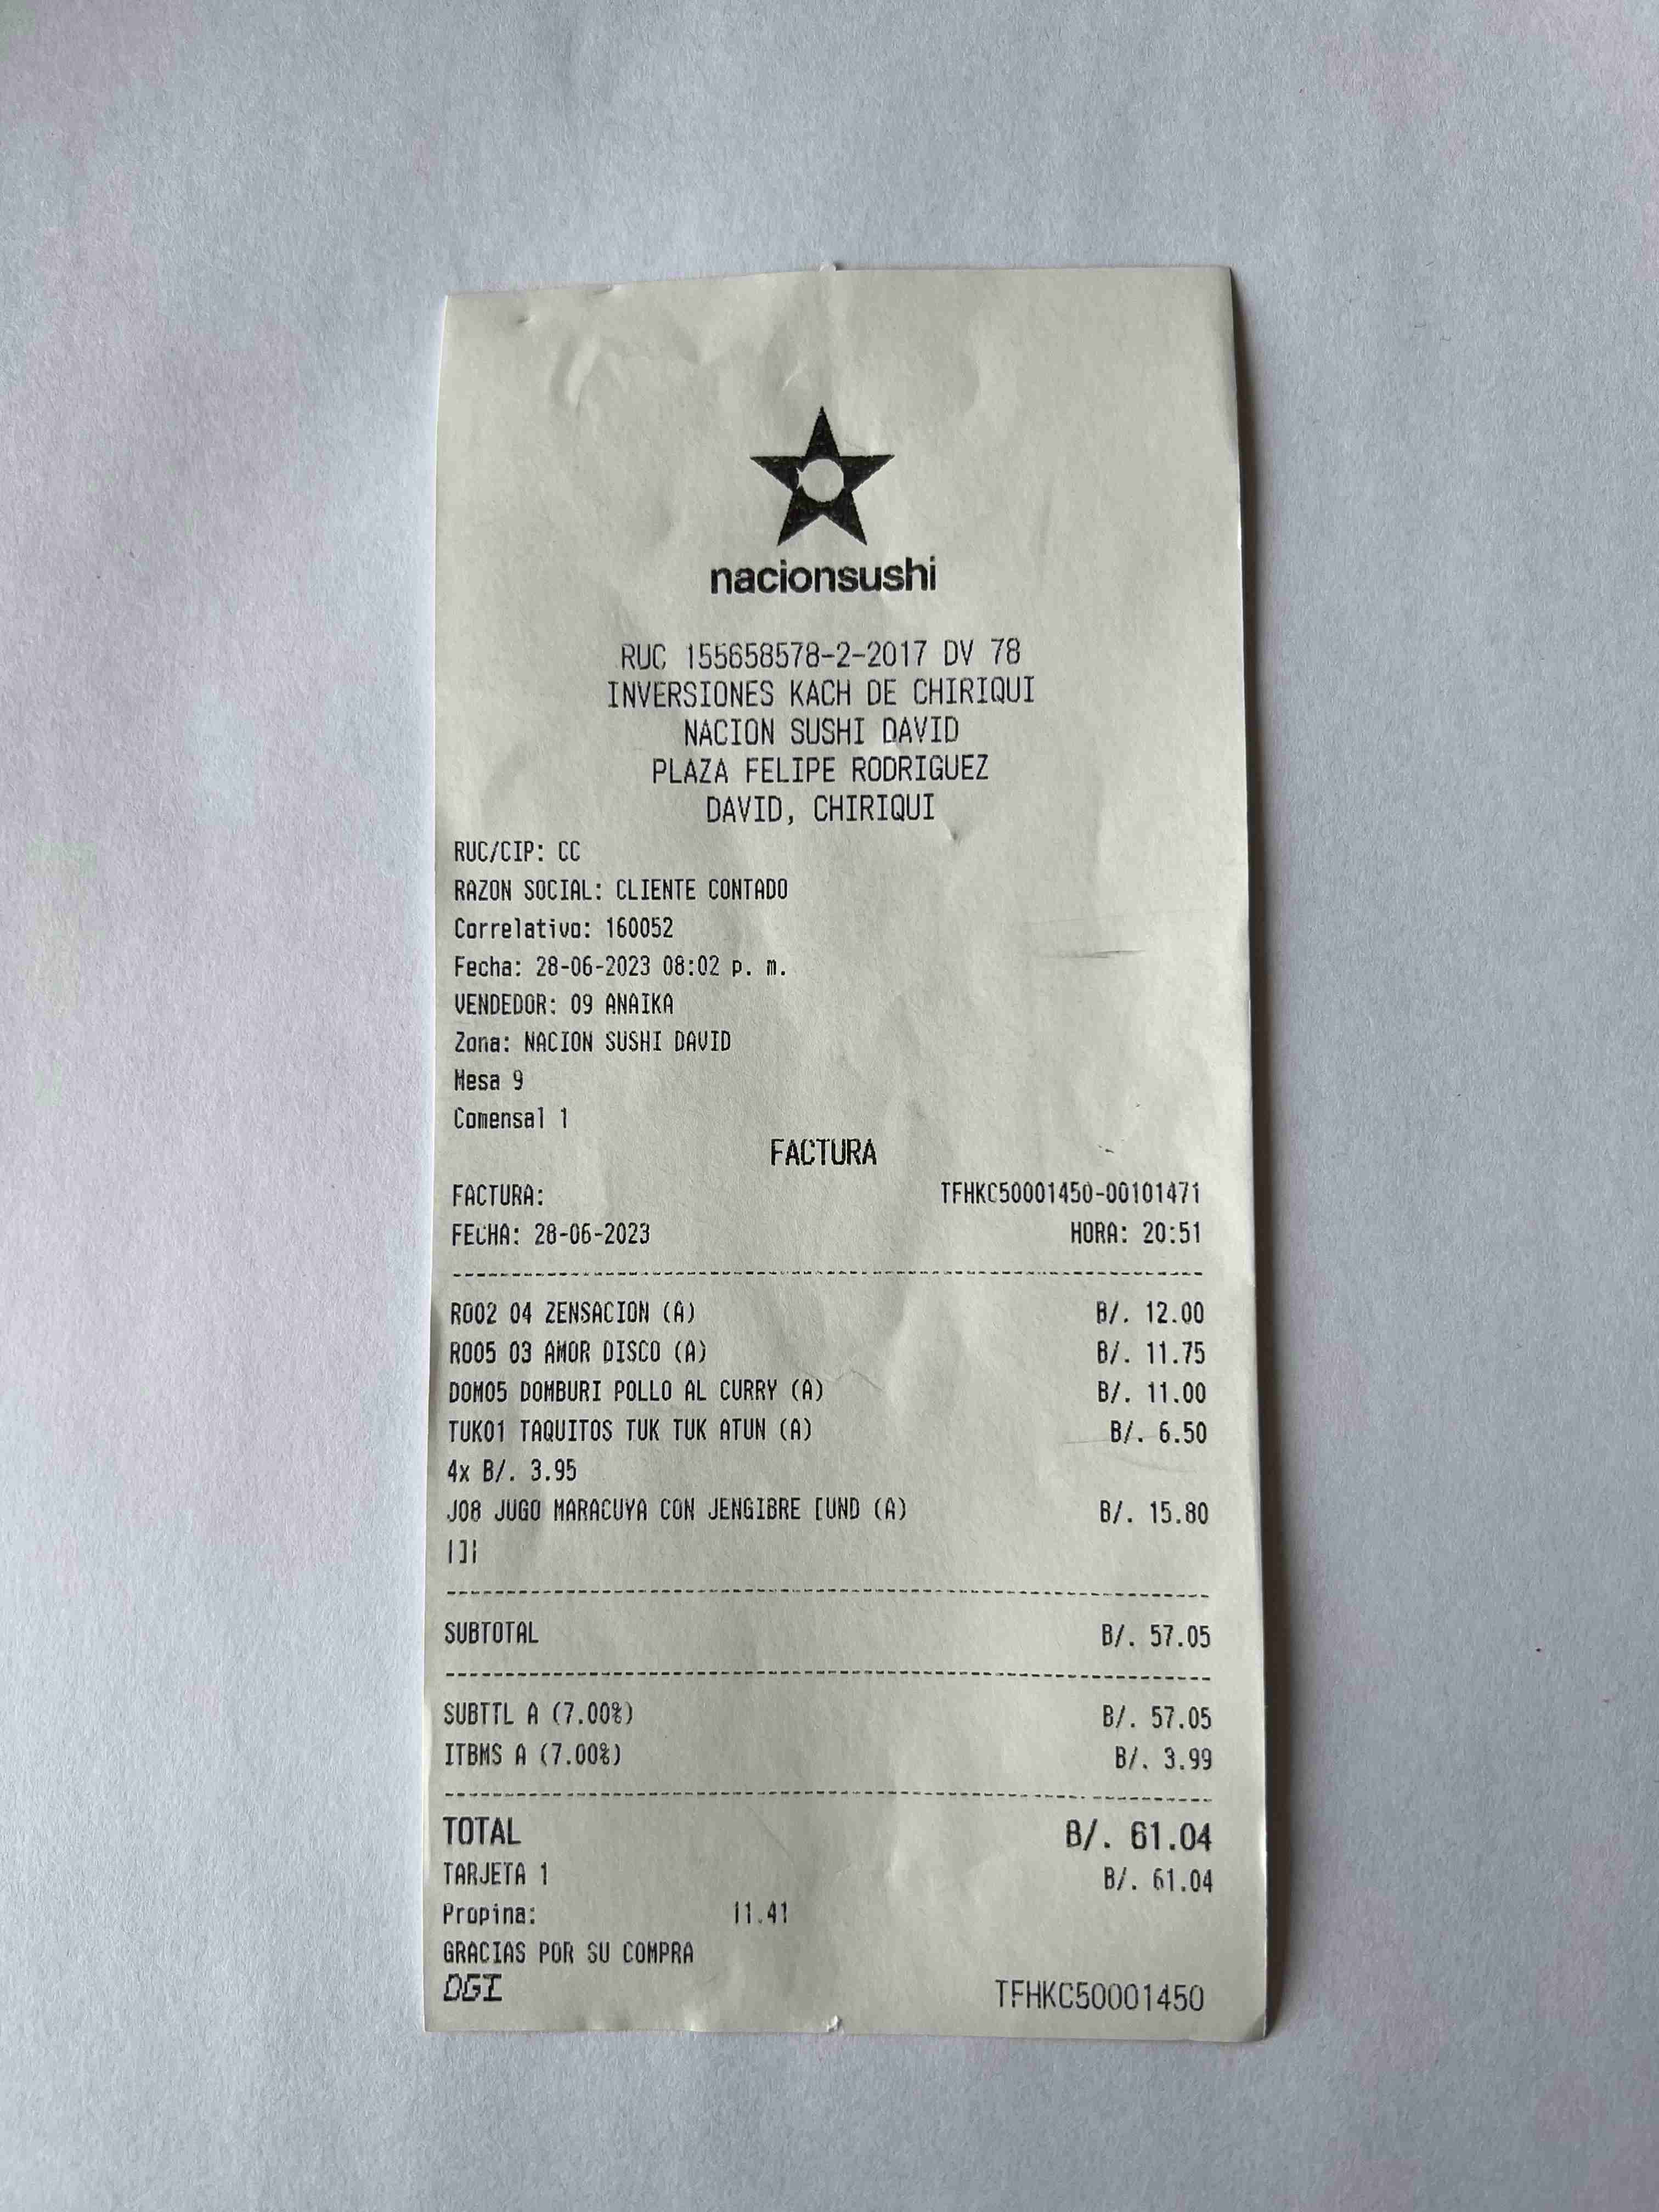 nacionsushi
RUC 155658578-2-2017 DV 78
INVERSIONES KACH DE CHIRIQUI
NACION SUSHI DAVID
PLAZA FELIPE RODRIGUEZ
DAVID, CHIRIQUI
RUC/CIP: CC
RAZON SOCIAL: CLIENTE CONTADO
Correlativo: 160052
Fecha: 28-06-2023 08:02 p. m.
VENDEDOR: 09 ANAIKA
Zona: NACION SUSHI DAVID
Mesa 9
Comensal 1
FACTURA
FACTURA: TFHKC50001450-00101471
FECHA: 28-06-2023 HORA: 20:51
R002 04 ZENSACION (A) B/. 12.00
R005 03 AMOR DISCO (A) B/. 11.75
DOM05 DOMBURI POLLO AL CURRY (A) B/. 11.00
TUK01 TAQUITOS TUK TUK ATUN (A) B/. 6.50
4x B/. 3.95
J08 JUGO MARACUYA CON JENGIBRE [UND (A) B/. 15.80
|]|
SUBTOTAL B/. 57.05
SUBTTL A (7.00%) B/. 57.05
ITBMS A (7.00%) B/. 3.99
TOTAL B/. 61.04
TARJETA 1 B/. 61.04
Propina: 11.41
GRACIAS POR SU COMPRA
DGI TFHKC50001450